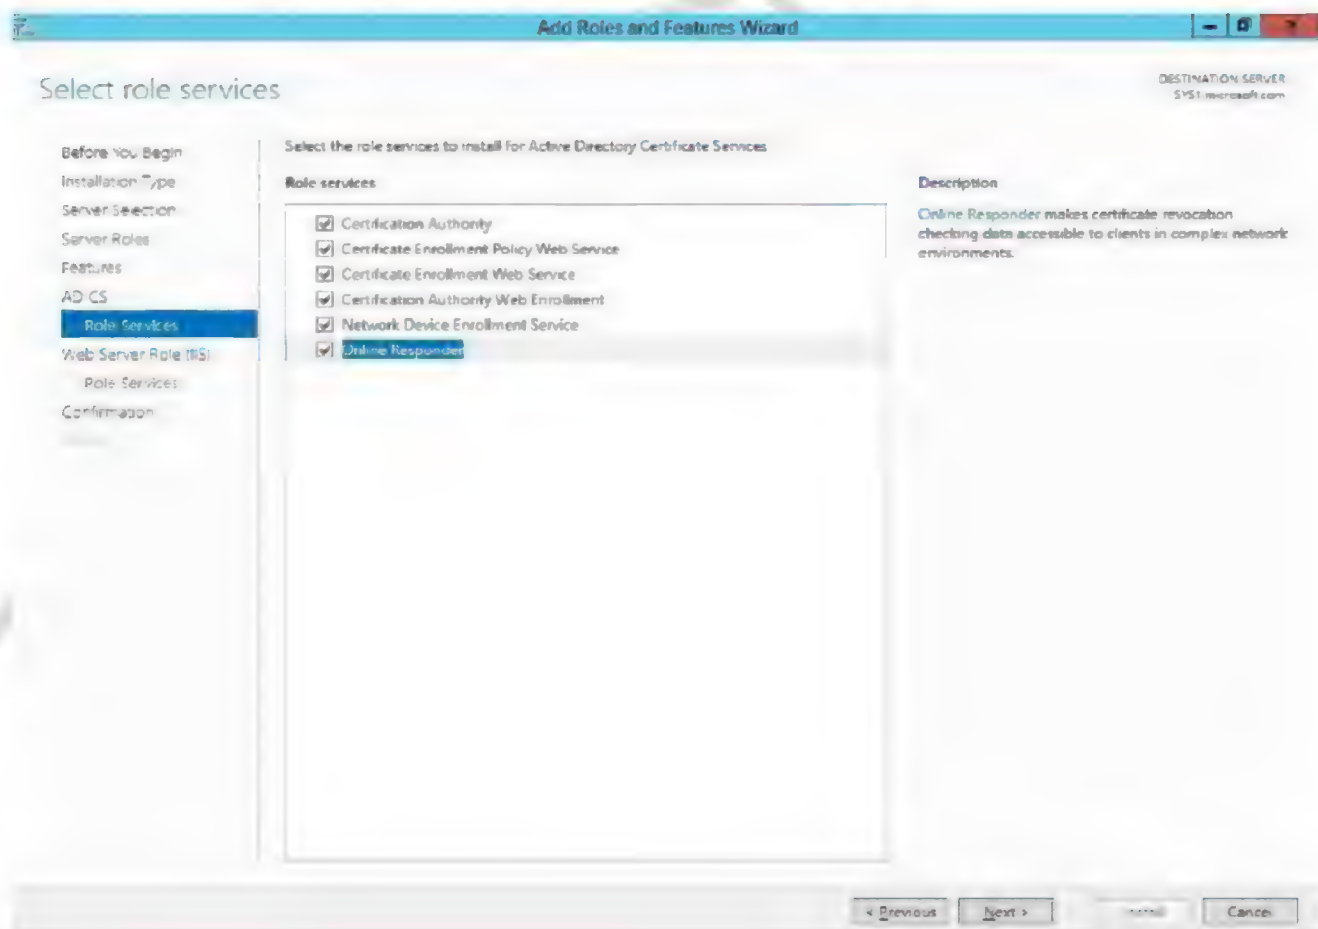 Add Roles and Features Wizard
Select role services
DESTINATION SERVER
SYS1.microsoft.com
Before You Begin
Installation Type
Server Selection
Server Roles
Features
AD CS
Role Services
Web Server Role (IIS)
Role Services
Confirmation
Select the role services to install for Active Directory Certificate Services
Role services
Certification Authority
Certificate Enrollment Policy Web Service
Certificate Enrollment Web Service
Certification Authority Web Enrollment
Network Device Enrollment Service
Online Responder
Description
Online Responder makes certificate revocation
checking data accessible to clients in complex network
environments.
< Previous
Next >
Cancel